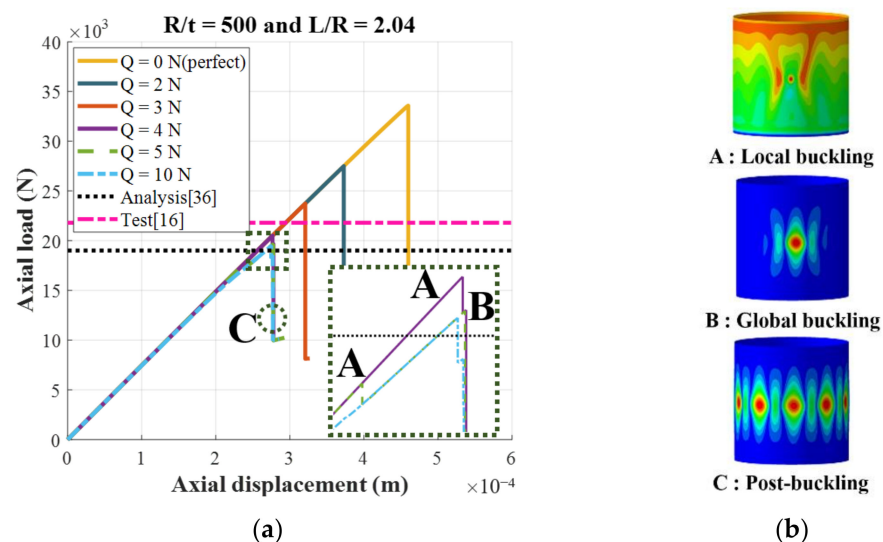 R/t = 500 and L/R = 2.04
×10³
40
35
30
25
20
15
10
5
0
Axial load (N)
Q = 0 N(perfect)
Q = 2 N
Q = 3 N
Q = 4 N
Q = 5 N
Q = 10 N
Analysis[36]
Test[16]
C
A
B
A
0 1 2 3 4 5 6
Axial displacement (m)
×10⁻⁴
(a)
A : Local buckling
B : Global buckling
C : Post-buckling
(b)